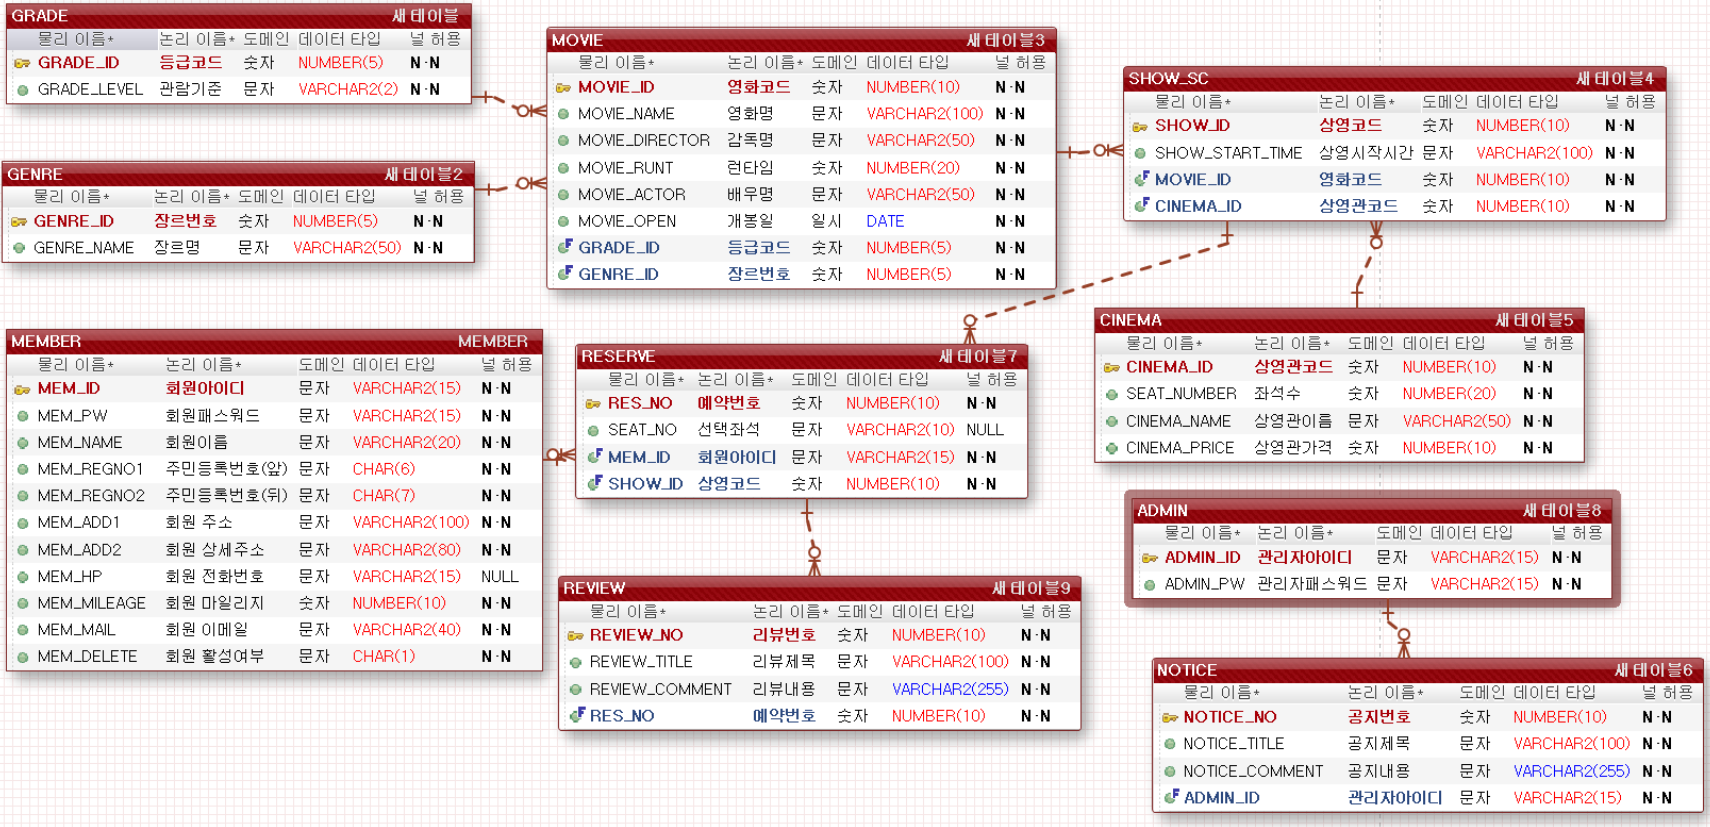 GRADE 새 테이블
물리 이름* 논리 이름* 도메인 데이터 타입 널 허용
GRADE_ID 등급코드 숫자 NUMBER(5) N·N
GRADE_LEVEL 관람기준 문자 VARCHAR2(2) N·N
GENRE 새 테이블2
물리 이름* 논리 이름* 도메인 데이터 타입 널 허용
GENRE_ID 장르번호 숫자 NUMBER(5) N·N
GENRE_NAME 장르명 문자 VARCHAR2(50) N·N
MOVIE 새 테이블3
물리 이름* 논리 이름* 도메인 데이터 타입 널 허용
MOVIE_ID 영화코드 숫자 NUMBER(10) N·N
MOVIE_NAME 영화명 문자 VARCHAR2(100) N·N
MOVIE_DIRECTOR 감독명 문자 VARCHAR2(50) N·N
MOVIE_RUNT 런타임 숫자 NUMBER(20) N·N
MOVIE_ACTOR 배우명 문자 VARCHAR2(50) N·N
MOVIE_OPEN 개봉일 일시 DATE N·N
GRADE_ID 등급코드 숫자 NUMBER(5) N·N
GENRE_ID 장르번호 숫자 NUMBER(5) N·N
SHOW_SC 새 테이블4
물리 이름* 논리 이름* 도메인 데이터 타입 널 허용
SHOW_ID 상영코드 숫자 NUMBER(10) N·N
SHOW_START_TIME 상영시작시간 문자 VARCHAR2(100) N·N
MOVIE_ID 영화코드 숫자 NUMBER(10) N·N
CINEMA_ID 상영관코드 숫자 NUMBER(10) N·N
MEMBER MEMBER
물리 이름* 논리 이름* 도메인 데이터 타입 널 허용
MEM_ID 회원아이디 문자 VARCHAR2(15) N·N
MEM_PW 회원패스워드 문자 VARCHAR2(15) N·N
MEM_NAME 회원이름 문자 VARCHAR2(20) N·N
MEM_REGNO1 주민등록번호(앞) 문자 CHAR(6) N·N
MEM_REGNO2 주민등록번호(뒤) 문자 CHAR(7) N·N
MEM_ADD1 회원 주소 문자 VARCHAR2(100) N·N
MEM_ADD2 회원 상세주소 문자 VARCHAR2(80) N·N
MEM_HP 회원 전화번호 문자 VARCHAR2(15) NULL
MEM_MILEAGE 회원 마일리지 숫자 NUMBER(10) N·N
MEM_MAIL 회원 이메일 문자 VARCHAR2(40) N·N
MEM_DELETE 회원 활성여부 문자 CHAR(1) N·N
RESERVE 새 테이블7
물리 이름* 논리 이름* 도메인 데이터 타입 널 허용
RES_NO 예약번호 숫자 NUMBER(10) N·N
SEAT_NO 선택좌석 문자 VARCHAR2(10) NULL
MEM_ID 회원아이디 문자 VARCHAR2(15) N·N
SHOW_ID 상영코드 숫자 NUMBER(10) N·N
CINEMA 새 테이블5
물리 이름* 논리 이름* 도메인 데이터 타입 널 허용
CINEMA_ID 상영관코드 숫자 NUMBER(10) N·N
SEAT_NUMBER 좌석수 숫자 NUMBER(20) N·N
CINEMA_NAME 상영관이름 문자 VARCHAR2(50) N·N
CINEMA_PRICE 상영관가격 숫자 NUMBER(10) N·N
ADMIN 새 테이블8
물리 이름* 논리 이름* 도메인 데이터 타입 널 허용
ADMIN_ID 관리자아이디 문자 VARCHAR2(15) N·N
ADMIN_PW 관리자패스워드 문자 VARCHAR2(15) N·N
REVIEW 새 테이블9
물리 이름* 논리 이름* 도메인 데이터 타입 널 허용
REVIEW_NO 리뷰번호 숫자 NUMBER(10) N·N
REVIEW_TITLE 리뷰제목 문자 VARCHAR2(100) N·N
REVIEW_COMMENT 리뷰내용 문자 VARCHAR2(255) N·N
RES_NO 예약번호 숫자 NUMBER(10) N·N
NOTICE 새 테이블6
물리 이름* 논리 이름* 도메인 데이터 타입 널 허용
NOTICE_NO 공지번호 숫자 NUMBER(10) N·N
NOTICE_TITLE 공지제목 문자 VARCHAR2(100) N·N
NOTICE_COMMENT 공지내용 문자 VARCHAR2(255) N·N
ADMIN_ID 관리자아이디 문자 VARCHAR2(15) N·N